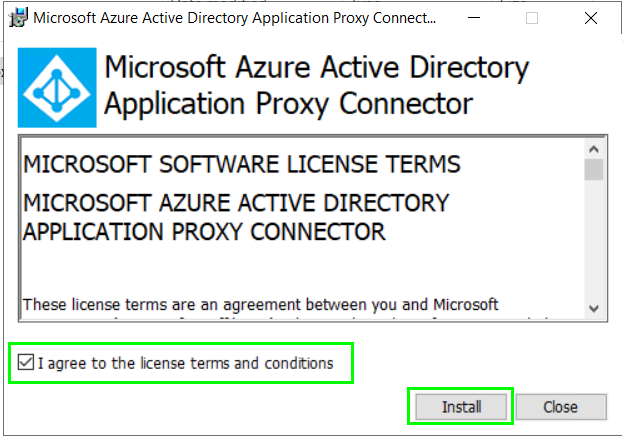 Microsoft Azure Active Directory Application Proxy Connect...
Microsoft Azure Active Directory
Application Proxy Connector
MICROSOFT SOFTWARE LICENSE TERMS
MICROSOFT AZURE ACTIVE DIRECTORY
APPLICATION PROXY CONNECTOR
These license terms are an agreement between you and Microsoft
I agree to the license terms and conditions
Install
Close